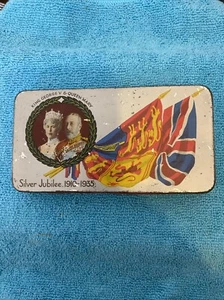 KING GEORGE V & QUEEN MARY
Silver Jubilee. 1910-1935